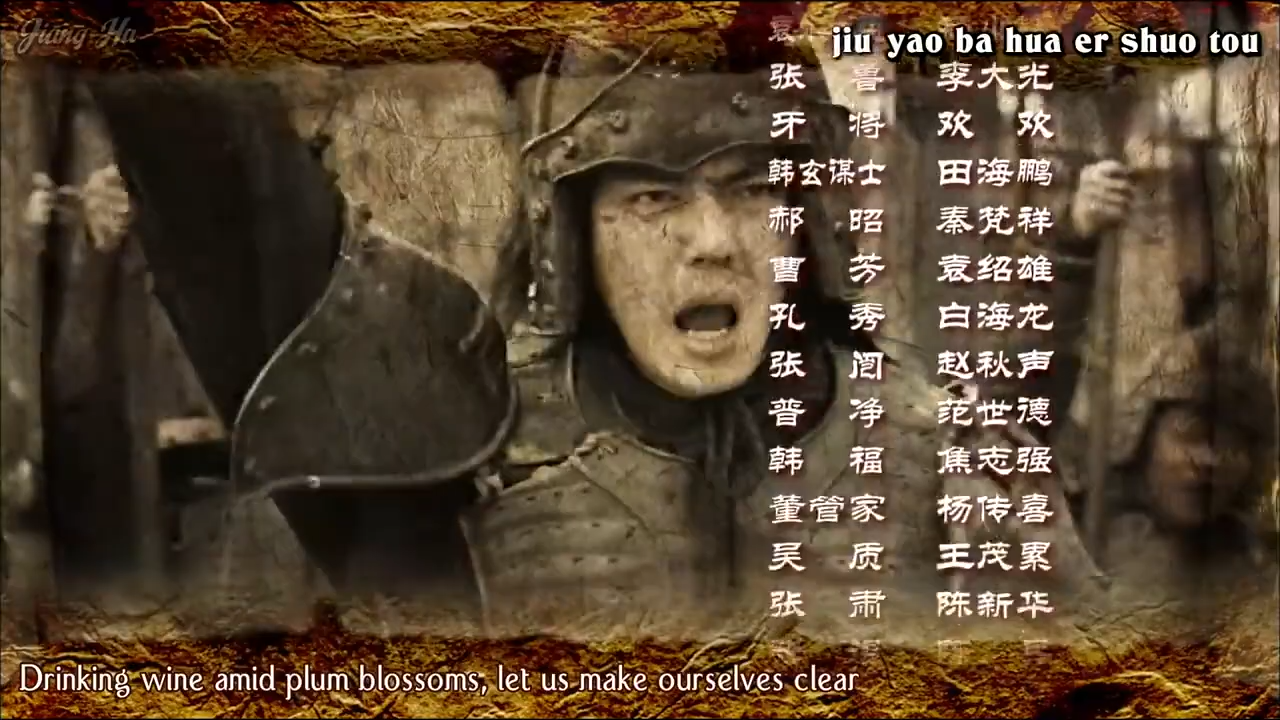 Jiang-Hu
jiu yao ba hua er shuo tou
张 鲁 李大光
牙 将 欢 欢
韩玄谋士 田海鹏
郝 昭 秦梵祥
曹 芳 袁绍雄
孔 秀 白海龙
张 闿 赵秋声
普 净 范世德
韩 福 焦志强
董管家 杨传喜
吴 质 王茂累
张 肃 陈新华
Drinking wine amid plum blossoms, let us make ourselves clear